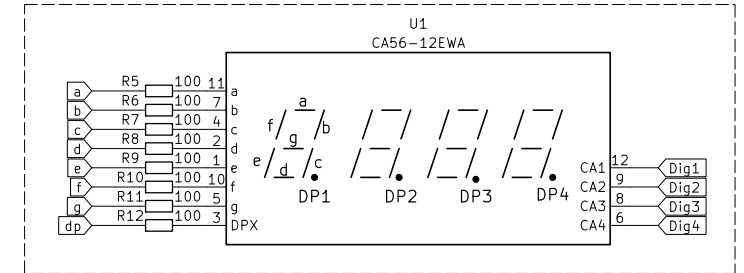 U1
CA56-12EWA
a R5 100 11 a
b R6 100 7 b
c R7 100 4 c
d R8 100 2 d
e R9 100 1 e
f R10 100 10 f
g R11 100 5 g
dp R12 100 3 DPX
a
f b
g
e c
d
DP1 DP2 DP3 DP4
CA1 12 Dig1
CA2 9 Dig2
CA3 8 Dig3
CA4 6 Dig4